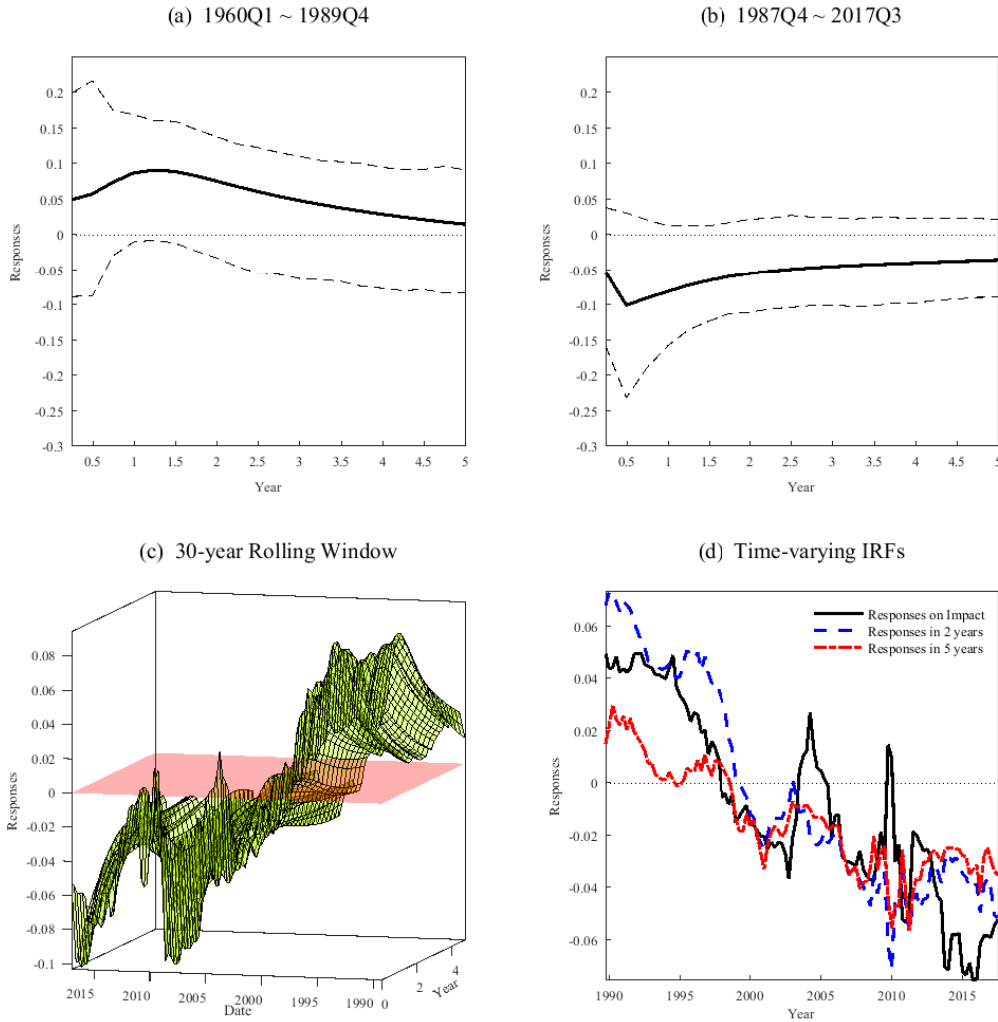 (a) 1960Q1 ~ 1989Q4
0.2
0.15
0.1
0.05
0
-0.05
-0.1
-0.15
-0.2
-0.25
-0.3
Responses
0.5 1 1.5 2 2.5 3 3.5 4 4.5 5
Year
(b) 1987Q4 ~ 2017Q3
0.2
0.15
0.1
0.05
0
-0.05
-0.1
-0.15
-0.2
-0.25
-0.3
Responses
0.5 1 1.5 2 2.5 3 3.5 4 4.5 5
Year
(c) 30-year Rolling Window
0.08
0.06
0.04
0.02
0
-0.02
-0.04
-0.06
-0.08
-0.1
Responses
2015 2010 2005 2000 1995 1990
Date
0 2 4
Year
(d) Time-varying IRFs
Responses on Impact
Responses in 2 years
Responses in 5 years
0.06
0.04
0.02
0
-0.02
-0.04
-0.06
Responses
1990 1995 2000 2005 2010 2015
Year